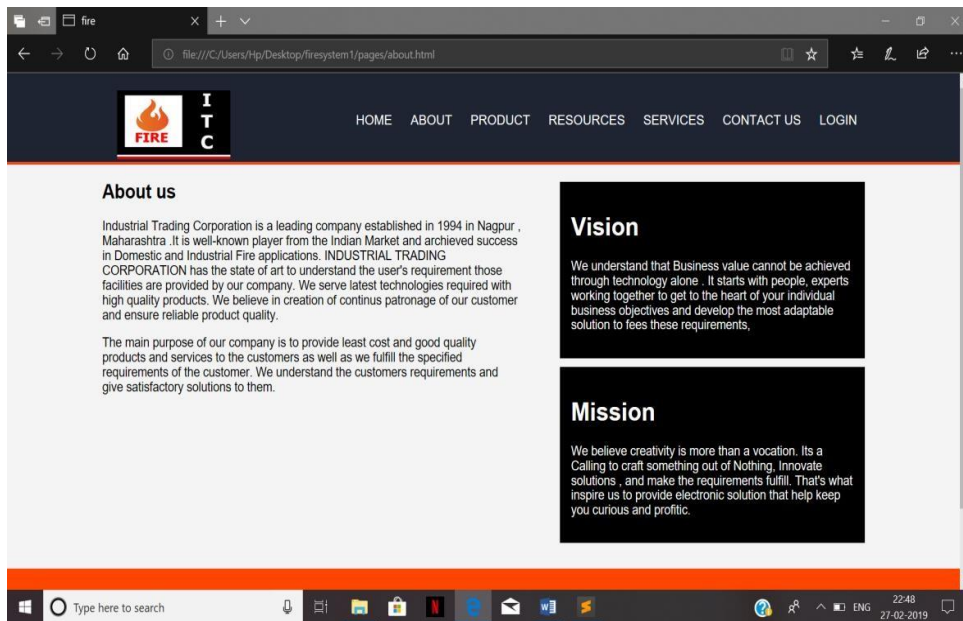 fire
file:///C:/Users/Hp/Desktop/firesystem1/pages/about.html
FIRE
I
T
C
HOME ABOUT PRODUCT RESOURCES SERVICES CONTACT US LOGIN
About us
Industrial Trading Corporation is a leading company established in 1994 in Nagpur ,
Maharashtra .It is well-known player from the Indian Market and archieved success
in Domestic and Industrial Fire applications. INDUSTRIAL TRADING
CORPORATION has the state of art to understand the user's requirement those
facilities are provided by our company. We serve latest technologies required with
high quality products. We believe in creation of continus patronage of our customer
and ensure reliable product quality.
The main purpose of our company is to provide least cost and good quality
products and services to the customers as well as we fulfill the specified
requirements of the customer. We understand the customers requirements and
give satisfactory solutions to them.
Vision
We understand that Business value cannot be achieved
through technology alone . It starts with people, experts
working together to get to the heart of your individual
business objectives and develop the most adaptable
solution to fees these requirements,
Mission
We believe creativity is more than a vocation. Its a
Calling to craft something out of Nothing, Innovate
solutions , and make the requirements fulfill. That's what
inspire us to provide electronic solution that help keep
you curious and profitic.
Type here to search
ENG
22:48
27-02-2019